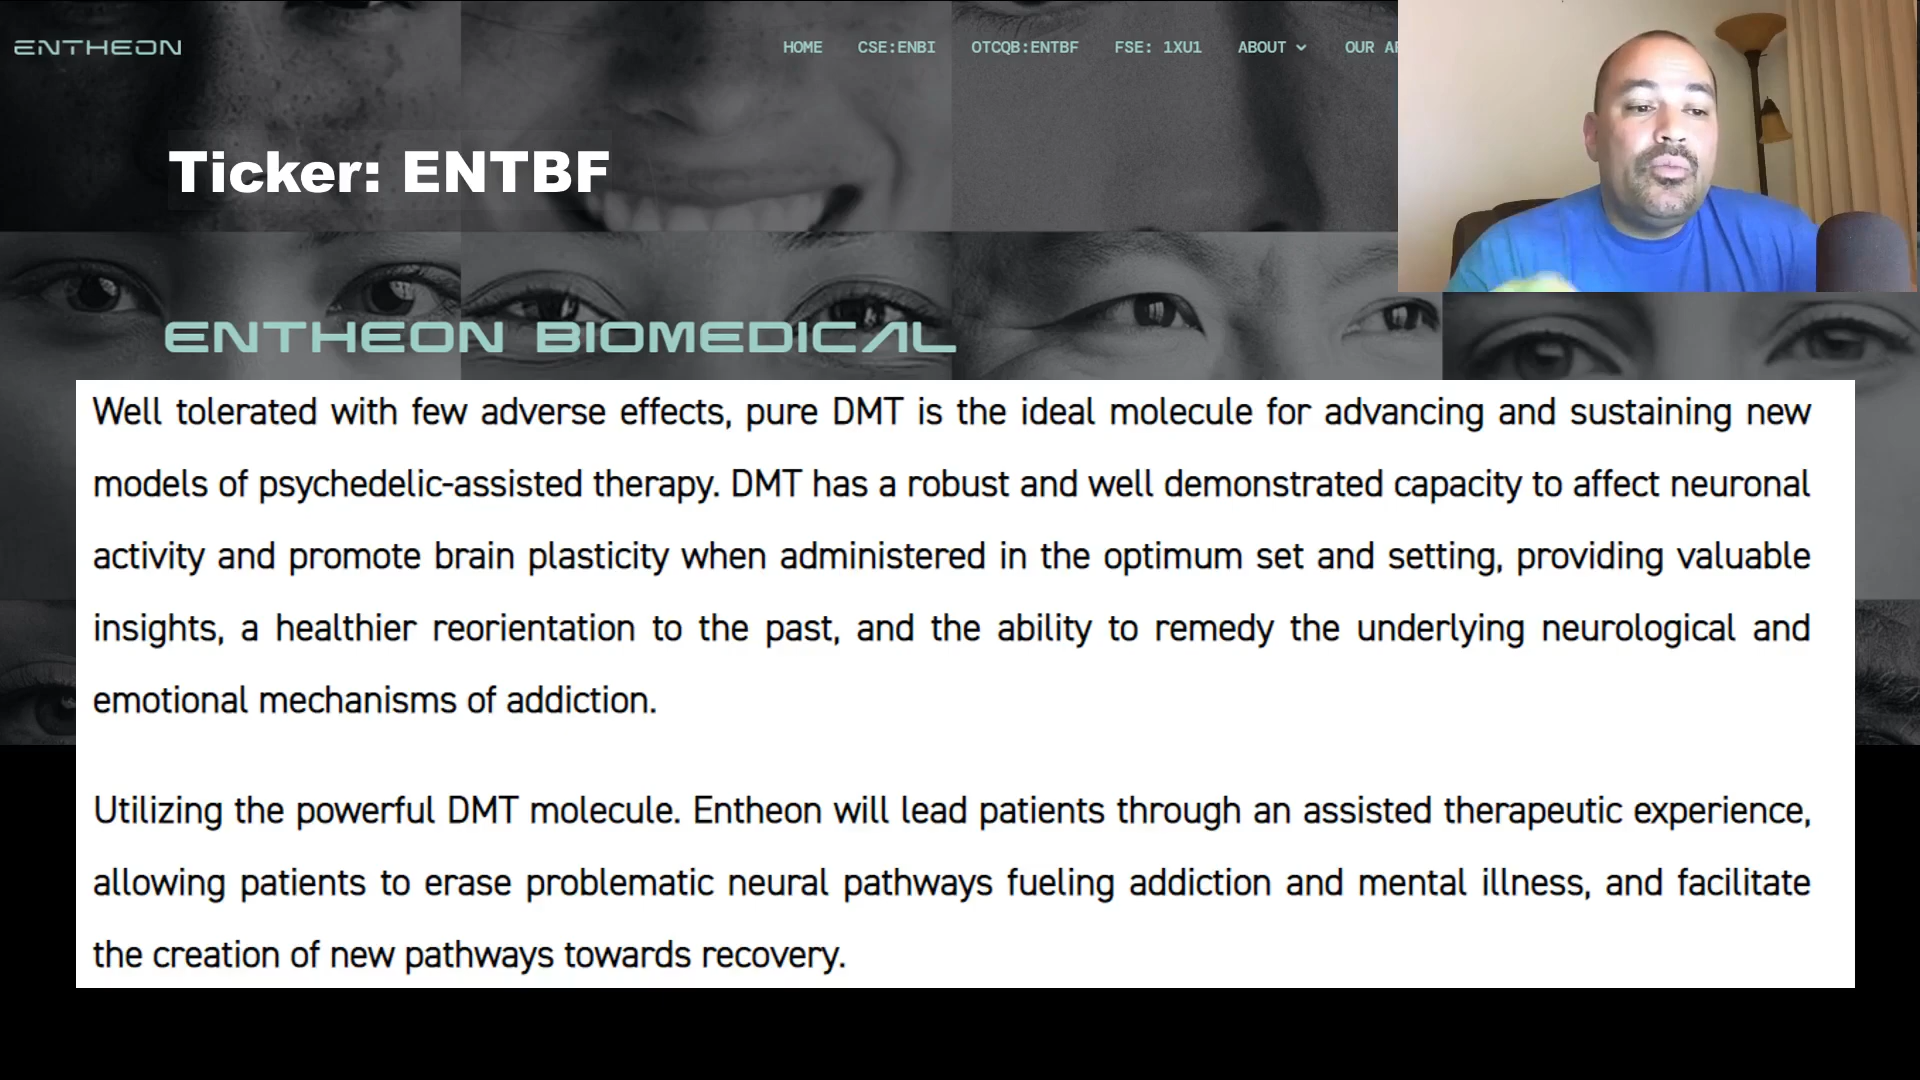 ENTHEON
HOME CSE:ENBI OTCQB:ENTBF FSE: 1XU1 ABOUT OUR
Ticker: ENTBF
ENTHEON BIOMEDICAL
Well tolerated with few adverse effects, pure DMT is the ideal molecule for advancing and sustaining new
models of psychedelic-assisted therapy. DMT has a robust and well demonstrated capacity to affect neuronal
activity and promote brain plasticity when administered in the optimum set and setting, providing valuable
insights, a healthier reorientation to the past, and the ability to remedy the underlying neurological and
emotional mechanisms of addiction.
Utilizing the powerful DMT molecule. Entheon will lead patients through an assisted therapeutic experience,
allowing patients to erase problematic neural pathways fueling addiction and mental illness, and facilitate
the creation of new pathways towards recovery.